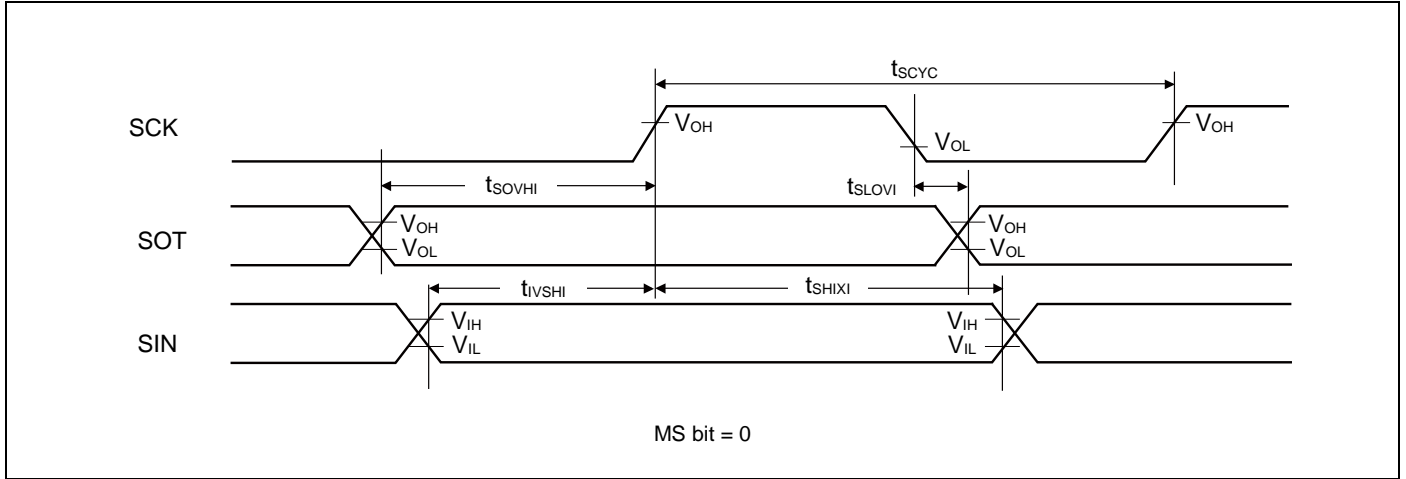 tSCYC
SCK
VOH
VOL
VOH
tSOVHI
tSLOVI
SOT
VOH
VOL
VOH
VOL
tIVSHI
tSHIXI
SIN
VIH
VIL
VIH
VIL
MS bit = 0